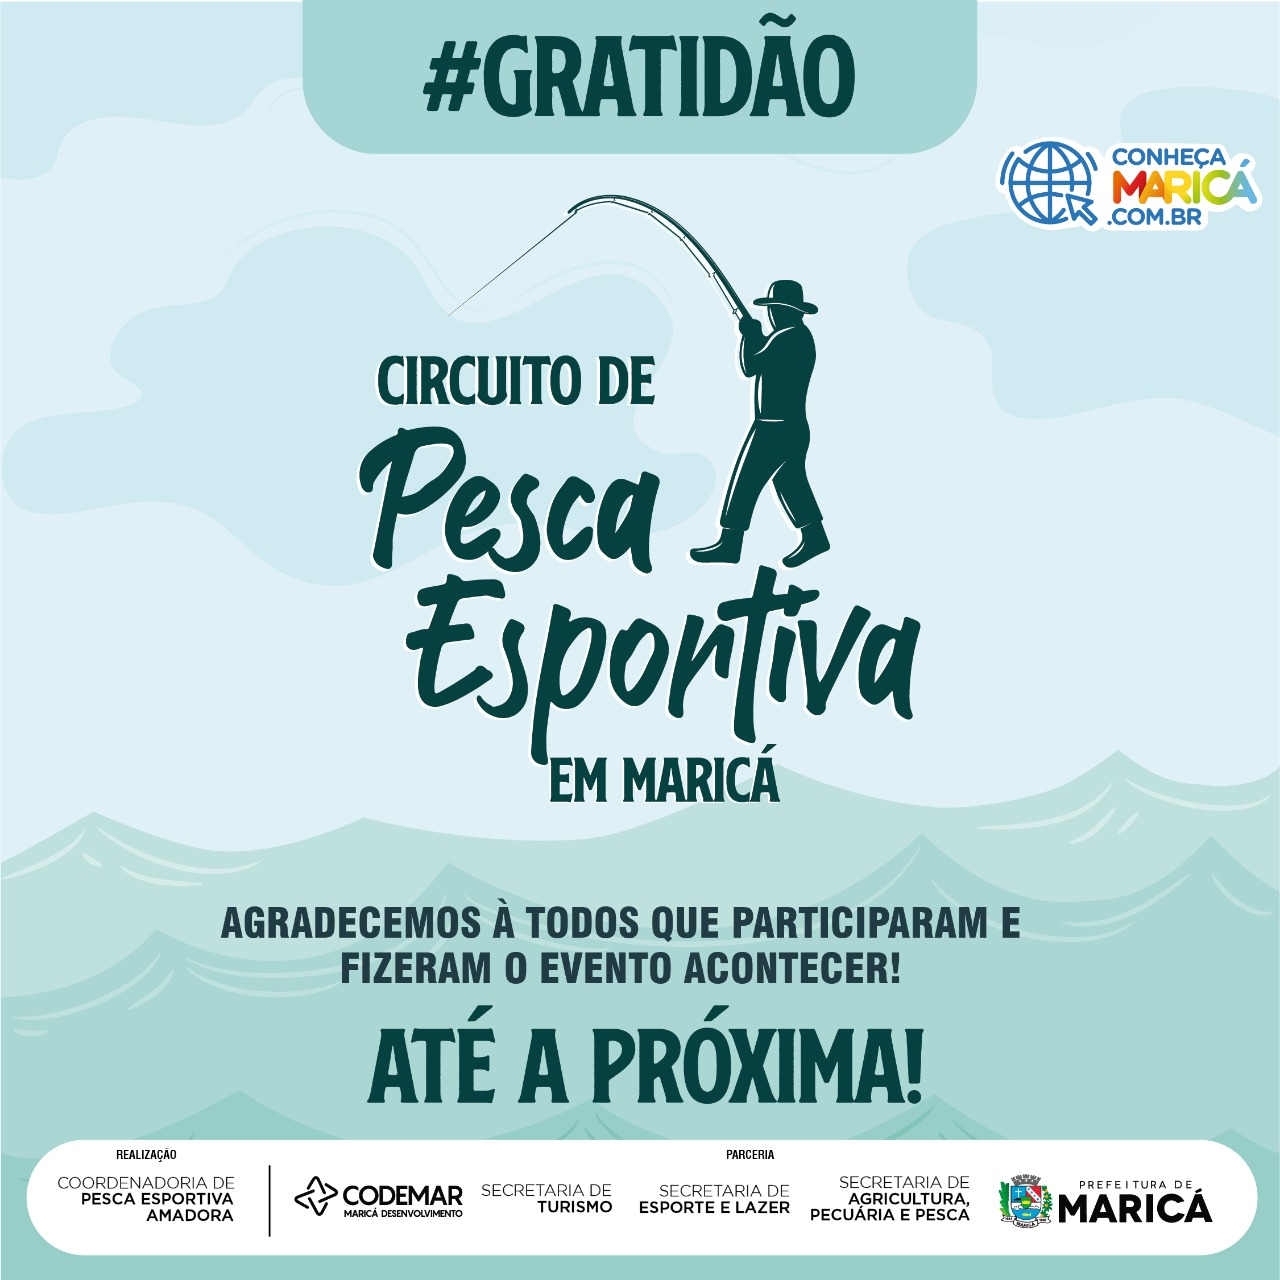 #GRATIDÃO
CONHEÇA
MARICÁ
.COM.BR
CIRCUITO DE
Pesca
Esportiva
EM MARICÁ
AGRADECEMOS À TODOS QUE PARTICIPARAM E
FIZERAM O EVENTO ACONTECER!
ATÉ A PRÓXIMA!
REALIZAÇÃO
COORDENADORIA DE
PESCA ESPORTIVA
AMADORA
PARCERIA
CODEMAR
MARICÁ DESENVOLVIMENTO
SECRETARIA DE
TURISMO
SECRETARIA DE
ESPORTE E LAZER
SECRETARIA DE
AGRICULTURA,
PECUÁRIA E PESCA
PREFEITURA DE
MARICÁ